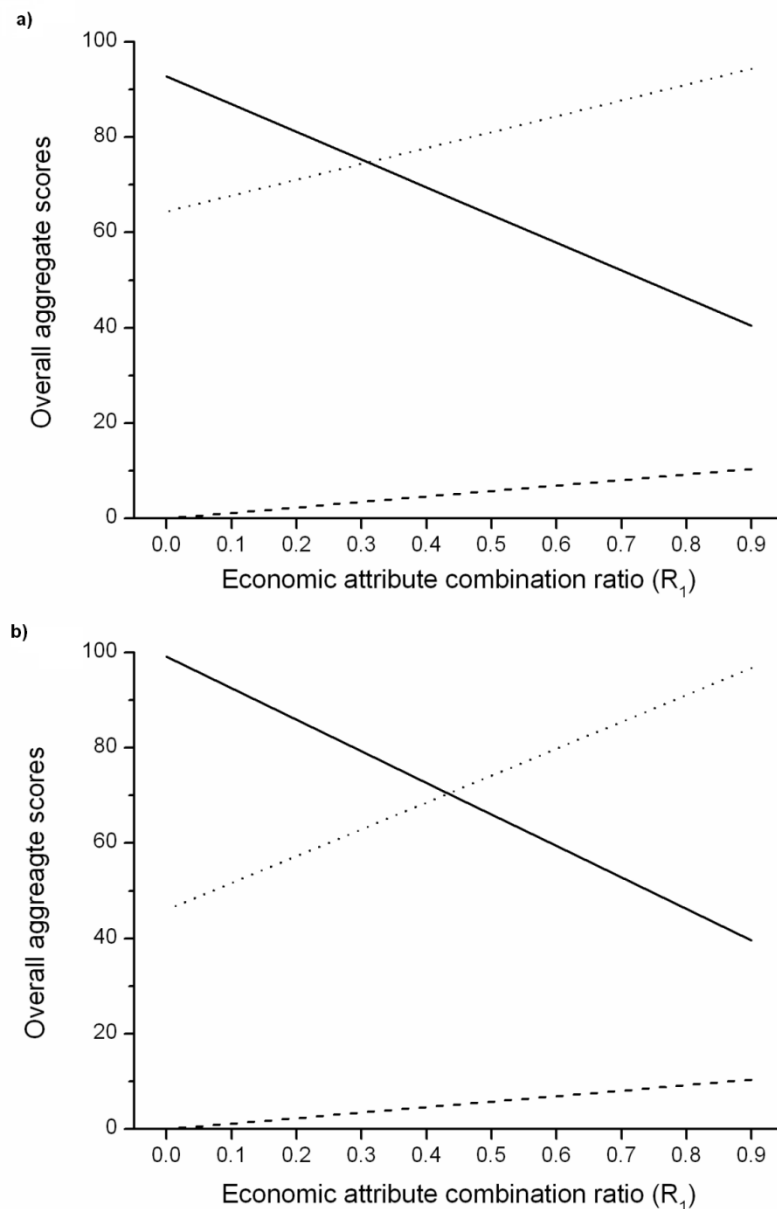 a)
100
80
60
40
20
0
Overall aggregate scores
0.0 0.1 0.2 0.3 0.4 0.5 0.6 0.7 0.8 0.9
Economic attribute combination ratio (R₁)
b)
100
80
60
40
20
0
Overall aggreagte scores
0.0 0.1 0.2 0.3 0.4 0.5 0.6 0.7 0.8 0.9
Economic attribute combination ratio (R₁)